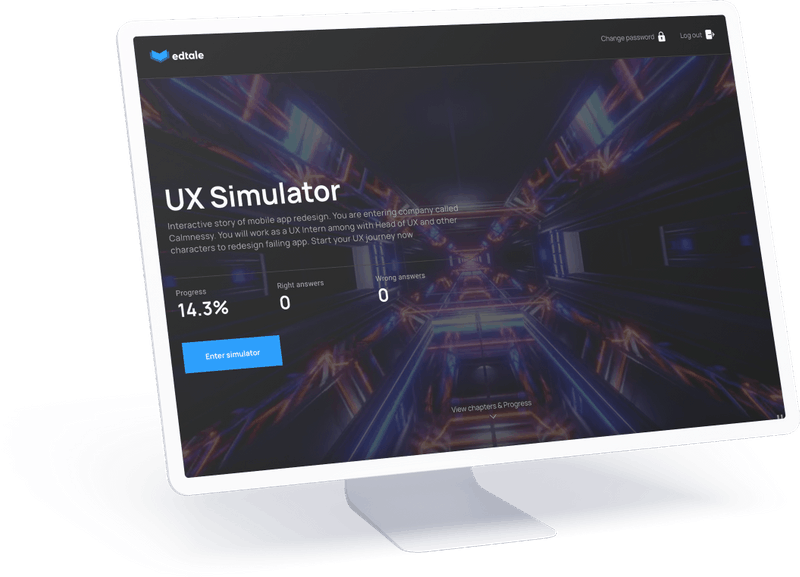 edtale
Change password
Log out
UX Simulator
Interactive story of mobile app redesign. You are entering company called
Calmnessy. You will work as a UX Intern among with Head of UX and other
characters to redesign failing app. Start your UX journey now
Progress
Right answers
Wrong answers
14.3%
0
0
Enter simulator
View chapters & Progress